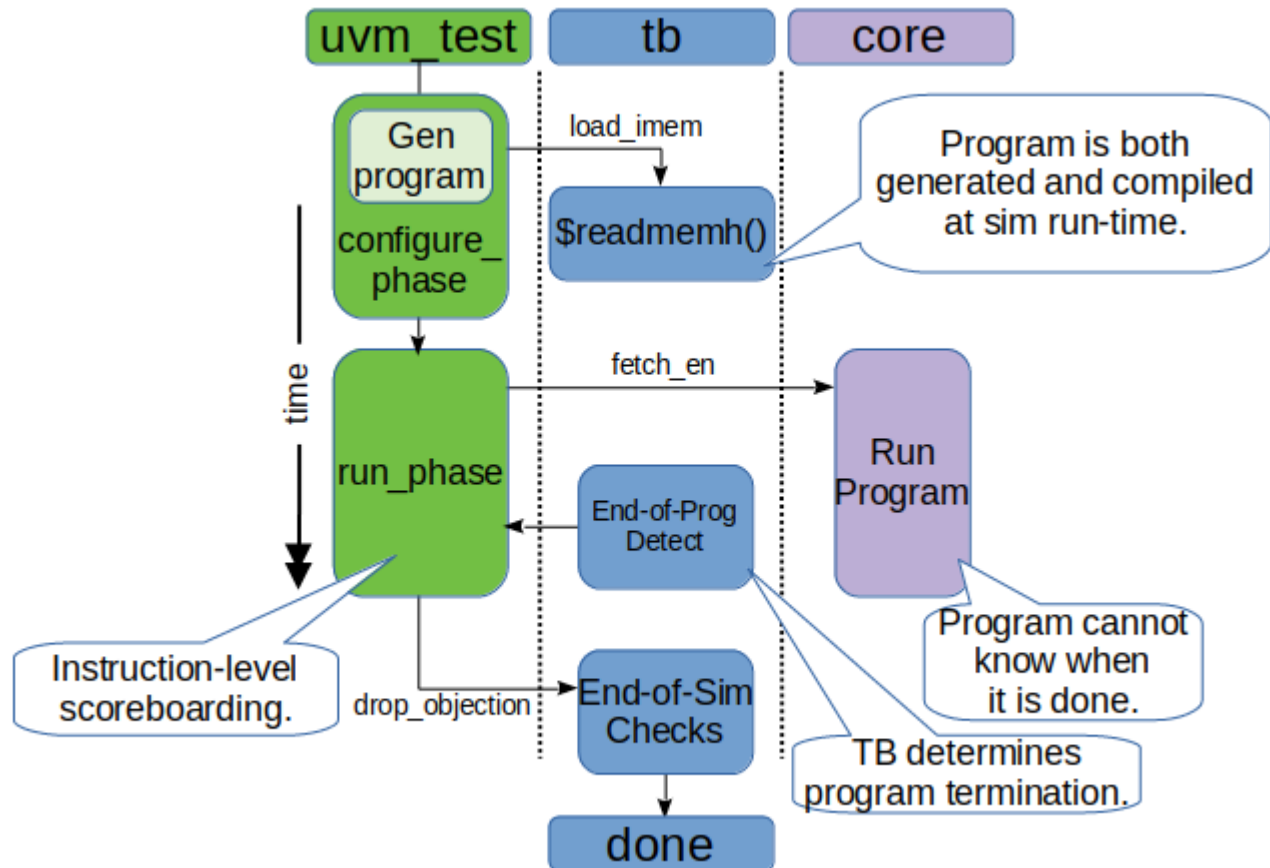 uvm_test
tb
core
Gen
program
configure_
phase
load_imem
$readmemh()
Program is both
generated and compiled
at sim run-time.
time
run_phase
fetch_en
Run
Program
End-of-Prog
Detect
Instruction-level
scoreboarding.
drop_objection
End-of-Sim
Checks
Program cannot
know when
it is done.
TB determines
program termination.
done